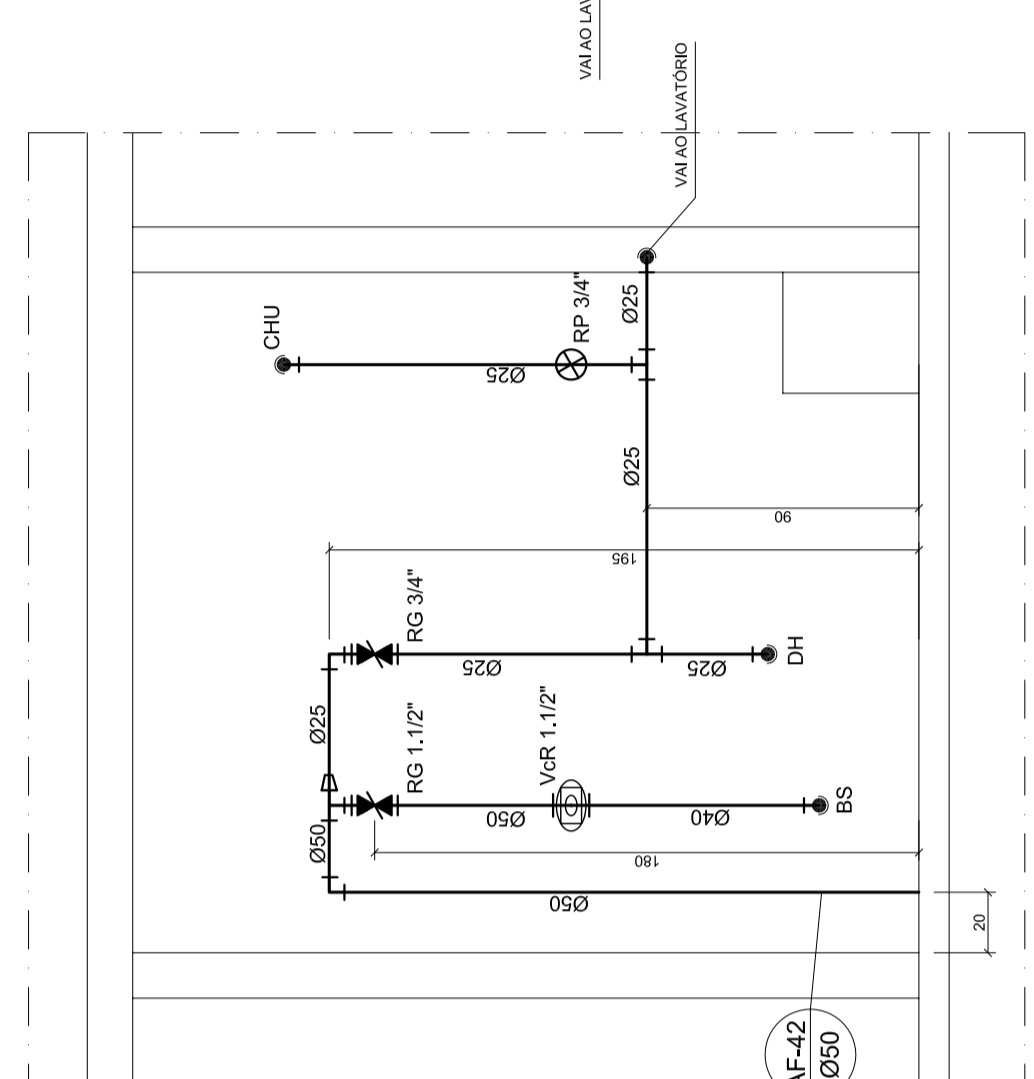 VAI AO LAV
VAI AO LAVATÓRIO
CHU
RP 3/4"
Ø25
Ø25
Ø25
90
195
RG 3/4"
Ø25
Ø25
DH
Ø25
RG 1.1/2"
VcR 1.1/2"
Ø50
Ø40
BS
Ø50
180
Ø50
20
AF-42
Ø50